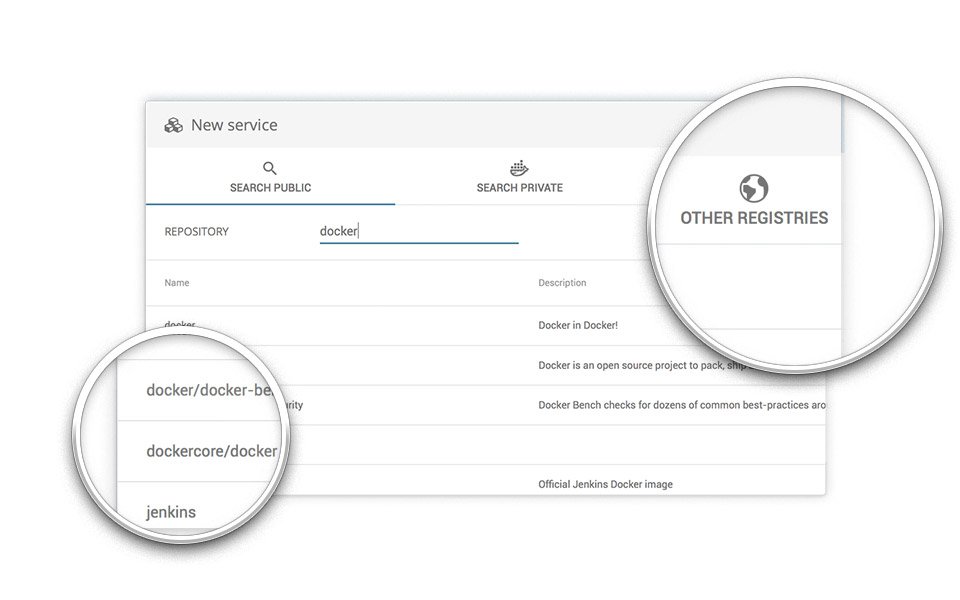 New service
SEARCH PUBLIC
SEARCH PRIVATE
OTHER REGISTRIES
REPOSITORY
docker
Name
Description
docker
Docker in Docker!
Docker is an open source project to pack, ship
docker/docker-be
arity
Docker Bench checks for dozens of common best-practices aro
dockercore/docker
jenkins
Official Jenkins Docker image